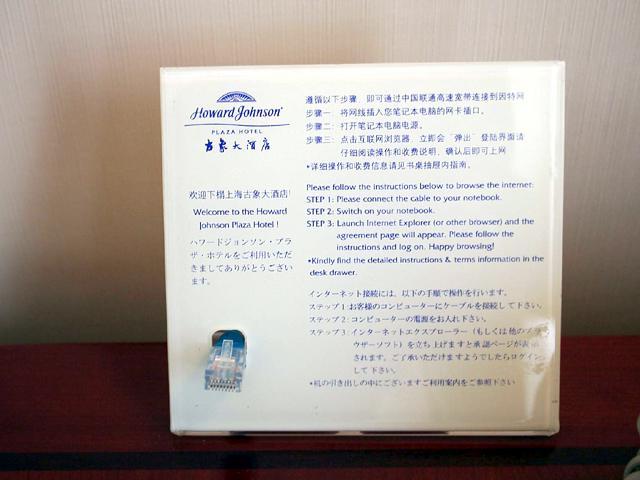 Howard Johnson®
PLAZA HOTEL
古象大酒店
欢迎下榻上海古象大酒店!
Welcome to the Howard
Johnson Plaza Hotel !
ハワードジョンソン・プラ
ザ・ホテルをご利用いただ
きましてありがとうござい
ます。
遵循以下步骤，即可通过中国联通高速宽带连接到因特网
步骤一：将网线插入您笔记本电脑的网卡插口。
步骤二：打开笔记本电脑电源。
步骤三：点击互联网浏览器，立即会“弹出”登陆界面请
仔细阅读操作和收费说明，确认后即可上网
•详细操作和收费信息请见书桌抽屉内指南。
Please follow the instructions below to browse the internet:
STEP 1: Please connect the cable to your notebook.
STEP 2: Switch on your notebook.
STEP 3: Launch Internet Explorer (or other browser) and the
agreement page will appear. Please follow the
instructions and log on. Happy browsing!
•Kindly find the detailed instructions & terms information in the
desk drawer.
インターネット接続には、以下の手順で操作を行います。
ステップ1:お客様のコンピューターにケーブルを接続して下さい。
ステップ2:コンピューターの電源をお入れ下さい。
ステップ3:インターネットエクスプローラー（もしくは他のブラ
ウザーソフト）を立ち上げますと承認ページが表示
されます。ご了承いただけますようでしたらログイン
して下さい。
•机の引き出しの中にございますご利用案内をご参照下さい